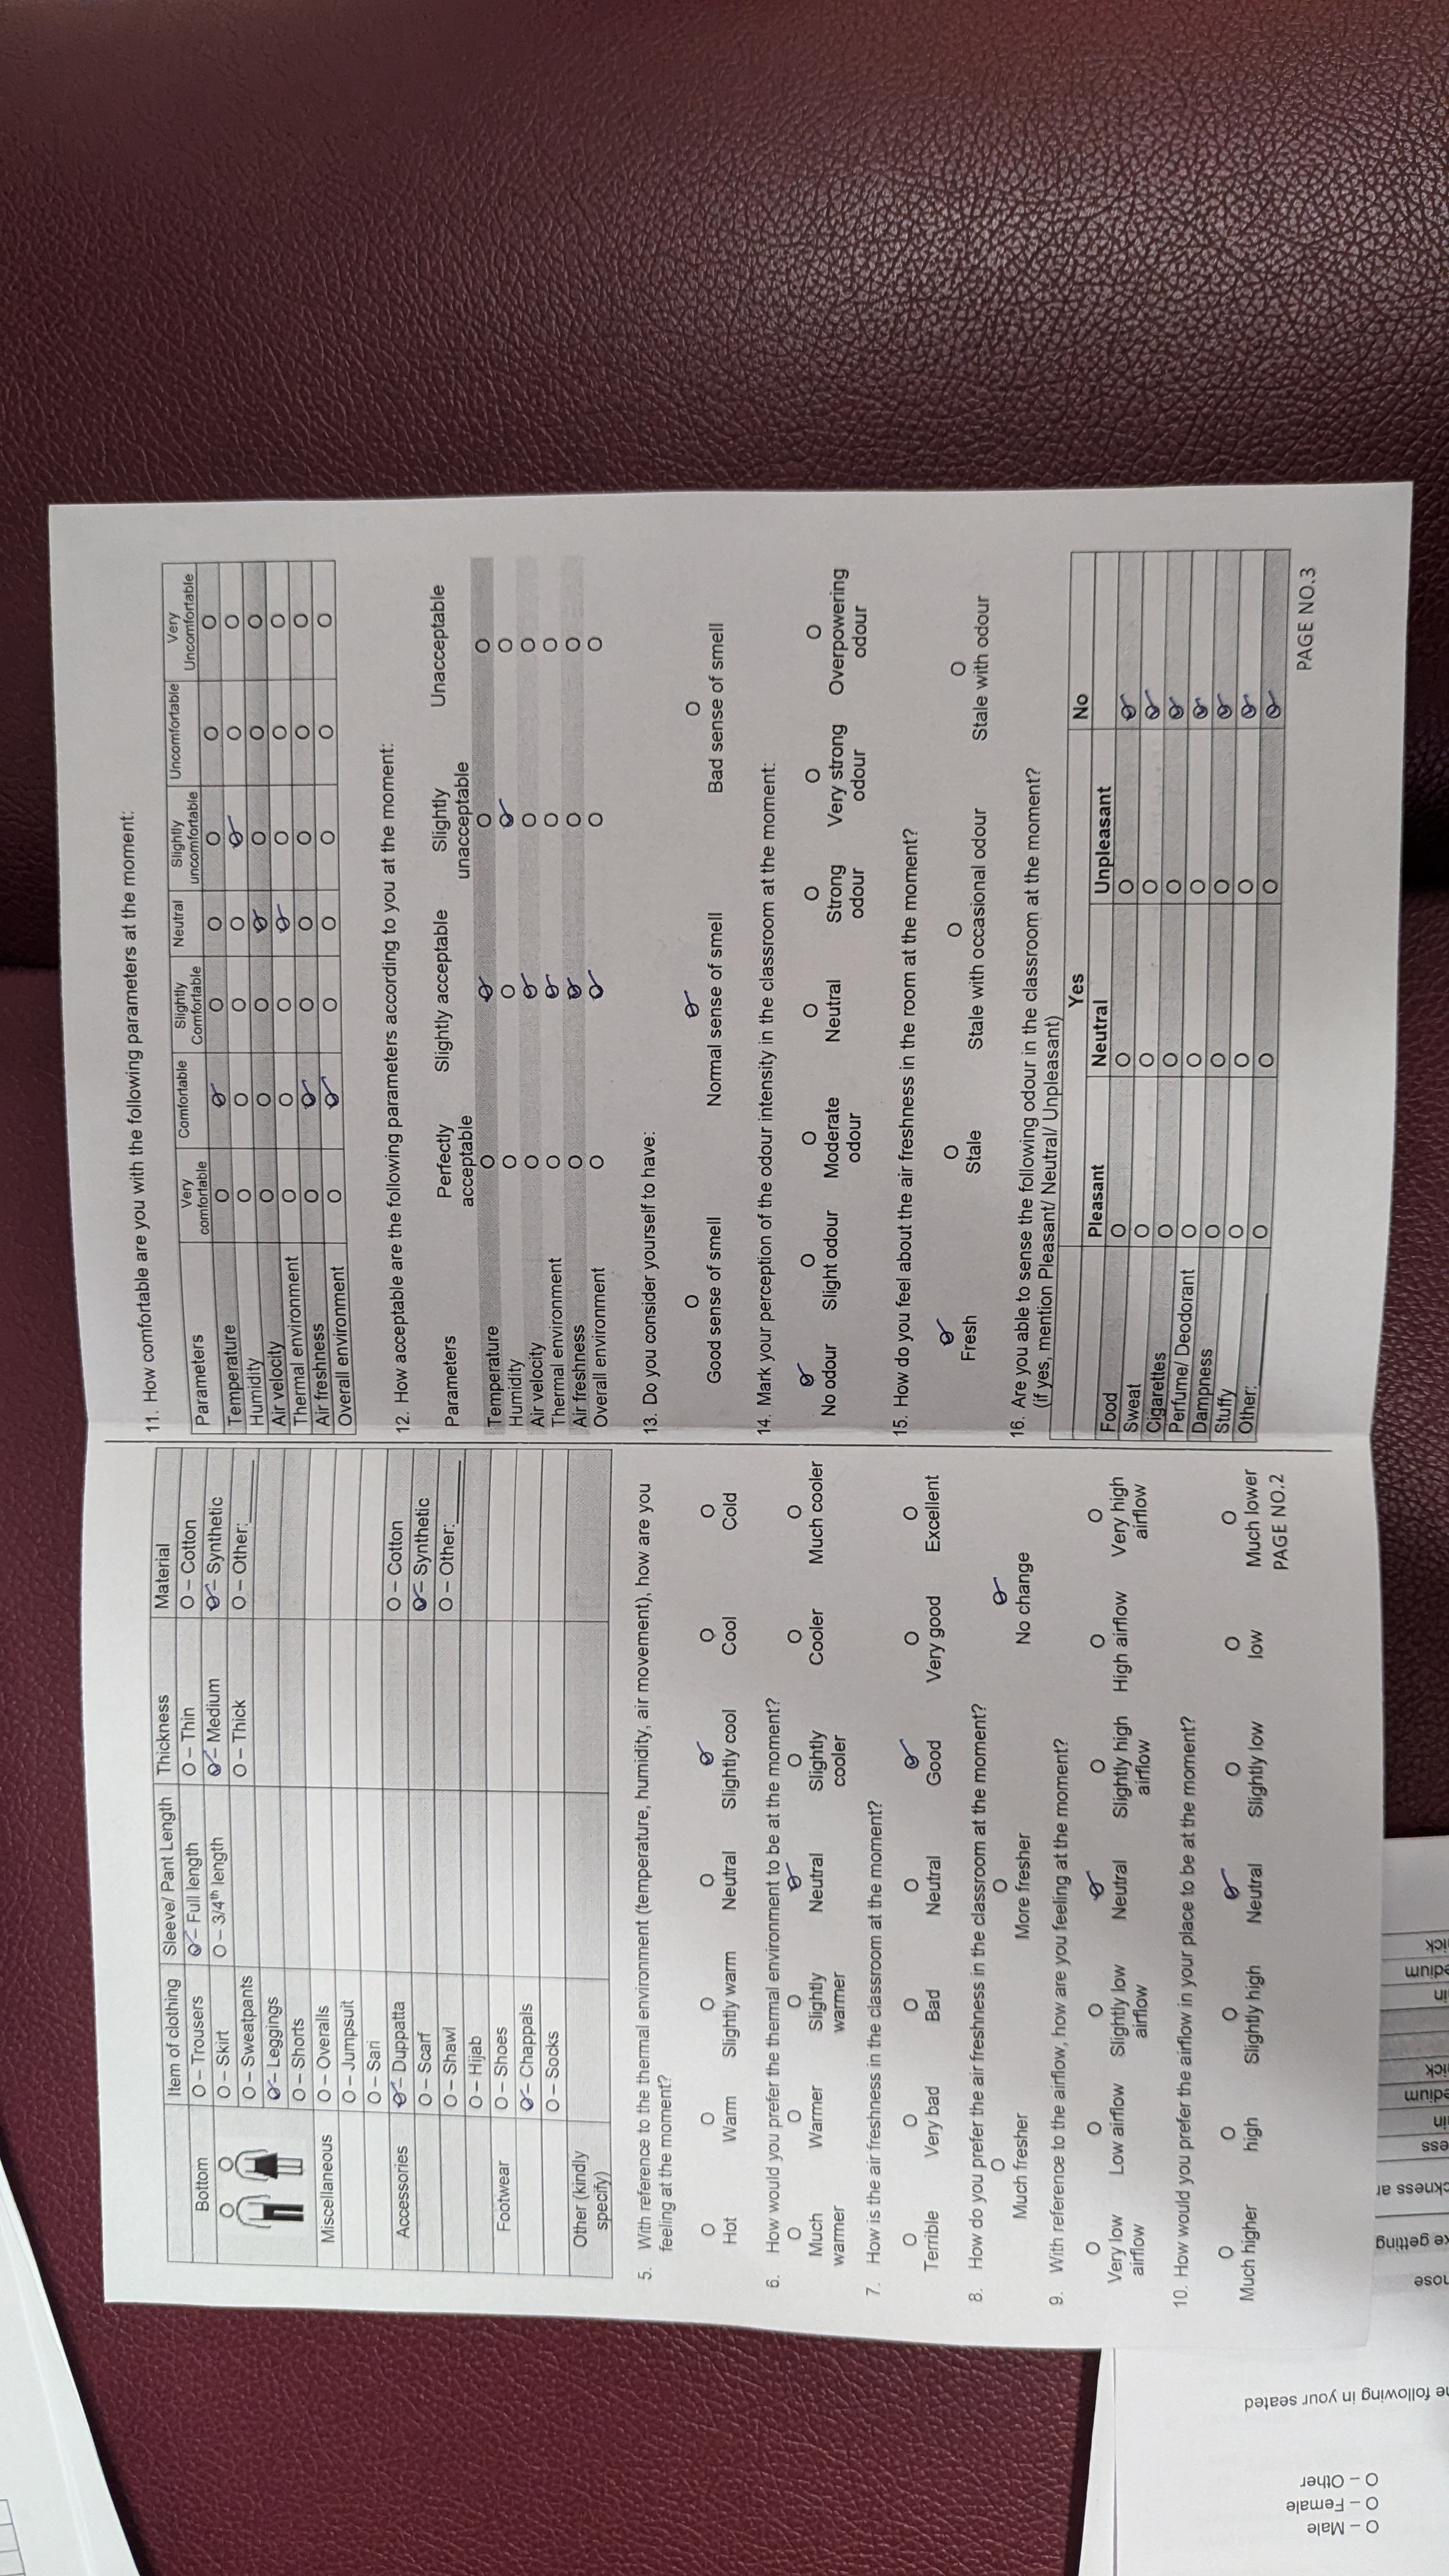 Item of clothing Sleeve/ Pant Length Thickness Material
Bottom O – Trousers O – Full length O – Thin O – Cotton
O – Skirt O – 3/4th length O – Medium O – Synthetic
O – Sweatpants O – Thick O – Other:______
O – Leggings
O – Shorts
Miscellaneous O – Overalls
O – Jumpsuit
O – Sari
Accessories O – Duppatta O – Cotton
O – Scarf O – Synthetic
O – Shawl O – Other:______
O – Hijab
Footwear O – Shoes
O – Chappals
O – Socks
Other (kindly
specify)
5. With reference to the thermal environment (temperature, humidity, air movement), how are you
feeling at the moment?
O O O O O O O
Hot Warm Slightly warm Neutral Slightly cool Cool Cold
6. How would you prefer the thermal environment to be at the moment?
O O O O O O O
Much Warmer Slightly Neutral Slightly Cooler Much cooler
warmer warmer cooler
7. How is the air freshness in the classroom at the moment?
O O O O O O O
Terrible Very bad Bad Neutral Good Very good Excellent
8. How do you prefer the air freshness in the classroom at the moment?
O O O
Much fresher More fresher No change
9. With reference to the airflow, how are you feeling at the moment?
O O O O O O O
Very low Low airflow Slightly low Neutral Slightly high High airflow Very high
airflow airflow airflow airflow
10. How would you prefer the airflow in your place to be at the moment?
O O O O O O O
Much higher high Slightly high Neutral Slightly low low Much lower
PAGE NO.2
11. How comfortable are you with the following parameters at the moment:
Parameters Very Comfortable Slightly Neutral Slightly Uncomfortable Very
comfortable Comfortable uncomfortable Uncomfortable
Temperature O O O O O O O
Humidity O O O O O O O
Air velocity O O O O O O O
Thermal environment O O O O O O O
Air freshness O O O O O O O
Overall environment O O O O O O O
12. How acceptable are the following parameters according to you at the moment:
Parameters Perfectly Slightly acceptable Slightly Unacceptable
acceptable unacceptable
Temperature O O O O
Humidity O O O O
Air velocity O O O O
Thermal environment O O O O
Air freshness O O O O
Overall environment O O O O
13. Do you consider yourself to have:
O O O
Good sense of smell Normal sense of smell Bad sense of smell
14. Mark your perception of the odour intensity in the classroom at the moment:
O O O O O O O
No odour Slight odour Moderate Neutral Strong Very strong Overpowering
odour odour odour odour
15. How do you feel about the air freshness in the room at the moment?
O O O O
Fresh Stale Stale with occasional odour Stale with odour
16. Are you able to sense the following odour in the classroom at the moment?
(if yes, mention Pleasant/ Neutral/ Unpleasant)
Yes No
Pleasant Neutral Unpleasant
Food O O O O
Sweat O O O O
Cigarettes O O O O
Perfume/ Deodorant O O O O
Dampness O O O O
Stuffy O O O O
Other:__________ O O O O
PAGE NO.3
O – Male
O – Female
O – Other
following in your seated
getting